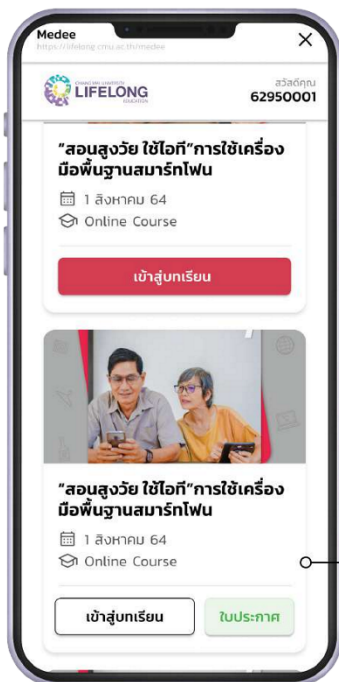 Medee
https://lifelong.cmu.ac.th/medee
CHIANG MAI UNIVERSITY
LIFELONG
EDUCATION
สวัสดีคุณ
62950001
“สอนสูงวัย ใช้ไอที”การใช้เครื่อง
มือพื้นฐานสมาร์ทโฟน
1 สิงหาคม 64
Online Course
เข้าสู่บทเรียน
“สอนสูงวัย ใช้ไอที”การใช้เครื่อง
มือพื้นฐานสมาร์ทโฟน
1 สิงหาคม 64
Online Course
เข้าสู่บทเรียน
ใบประกาศ